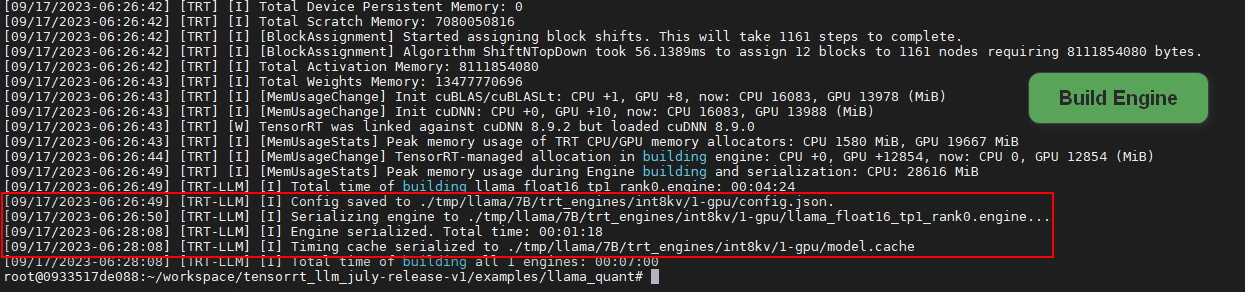 [09/17/2023-06:26:42] [TRT] [I] Total Device Persistent Memory: 0
[09/17/2023-06:26:42] [TRT] [I] Total Scratch Memory: 7080050816
[09/17/2023-06:26:42] [TRT] [I] [BlockAssignment] Started assigning block shifts. This will take 1161 steps to complete.
[09/17/2023-06:26:42] [TRT] [I] [BlockAssignment] Algorithm ShiftNTopDown took 56.1389ms to assign 12 blocks to 1161 nodes requiring 8111854080 bytes.
[09/17/2023-06:26:42] [TRT] [I] Total Activation Memory: 8111854080
[09/17/2023-06:26:43] [TRT] [I] Total Weights Memory: 13477770696
[09/17/2023-06:26:43] [TRT] [I] [MemUsageChange] Init cuBLAS/cuBLASLt: CPU +1, GPU +8, now: CPU 16083, GPU 13978 (MiB)
[09/17/2023-06:26:43] [TRT] [I] [MemUsageChange] Init cuDNN: CPU +0, GPU +10, now: CPU 16083, GPU 13988 (MiB)
Build Engine
[09/17/2023-06:26:43] [TRT] [W] TensorRT was linked against cuDNN 8.9.2 but loaded cuDNN 8.9.0
[09/17/2023-06:26:43] [TRT] [I] [MemUsageStats] Peak memory usage of TRT CPU/GPU memory allocators: CPU 1580 MiB, GPU 19667 MiB
[09/17/2023-06:26:44] [TRT] [I] [MemUsageChange] TensorRT-managed allocation in building engine: CPU +0, GPU +12854, now: CPU 0, GPU 12854 (MiB)
[09/17/2023-06:26:49] [TRT] [I] [MemUsageStats] Peak memory usage during Engine building and serialization: CPU: 28616 MiB
[09/17/2023-06:26:49] [TRT-LLM] [I] Total time of building llama_float16_tp1_rank0.engine: 00:04:24
[09/17/2023-06:26:49] [TRT-LLM] [I] Config saved to ./tmp/llama/7B/trt_engines/int8kv/1-gpu/config.json.
[09/17/2023-06:26:50] [TRT-LLM] [I] Serializing engine to ./tmp/llama/7B/trt_engines/int8kv/1-gpu/llama_float16_tp1_rank0.engine...
[09/17/2023-06:28:08] [TRT-LLM] [I] Engine serialized. Total time: 00:01:18
[09/17/2023-06:28:08] [TRT-LLM] [I] Timing cache serialized to ./tmp/llama/7B/trt_engines/int8kv/1-gpu/model.cache
[09/17/2023-06:28:08] [TRT-LLM] [I] Total time of building all 1 engines: 00:07:00
root@0933517de088:~/workspace/tensorrt_llm_july-release-v1/examples/llama_quant#